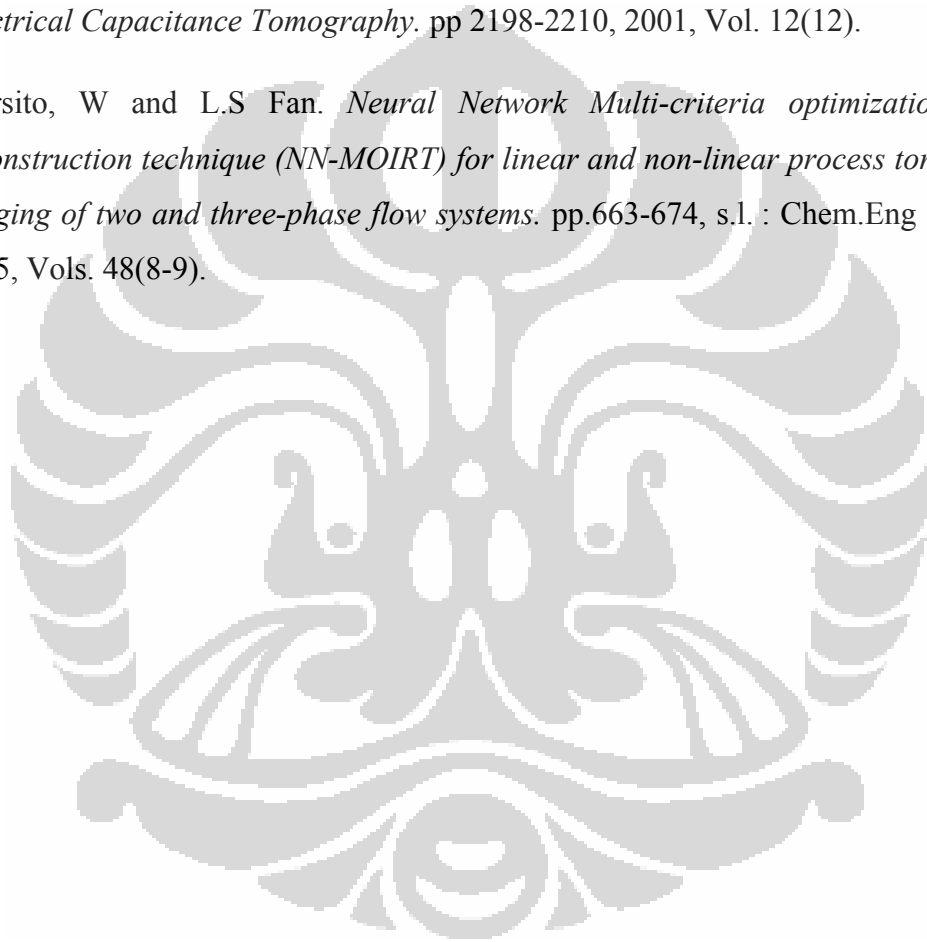 ctrical Capacitance Tomography. pp 2198-2210, 2001, Vol. 12(12).
rsito, W and L.S Fan. Neural Network Multi-criteria optimizatio
onstruction technique (NN-MOIRT) for linear and non-linear process tor
ging of two and three-phase flow systems. pp.663-674, s.l. : Chem.Eng
5, Vols. 48(8-9).